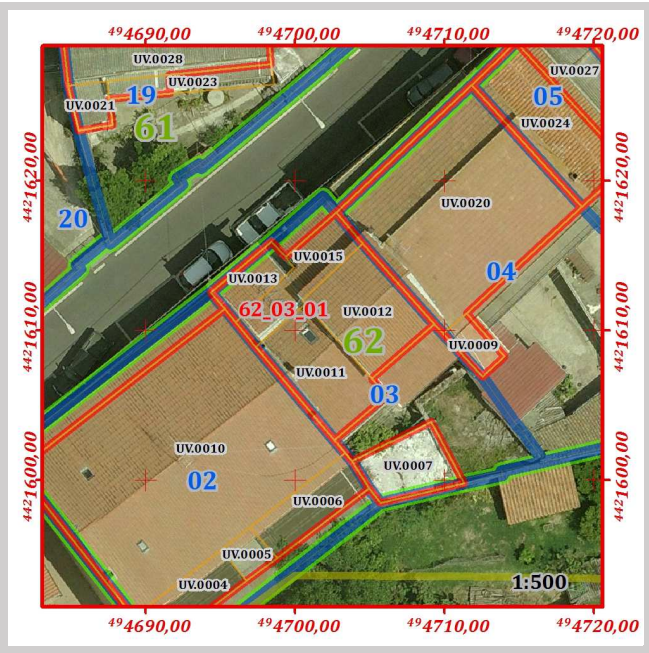 ⁴⁹4690,00 ⁴⁹4700,00 ⁴⁹4710,00 ⁴⁹4720,00
UV.0028
UV.0027
UV.0023
19
05
UV.0021
61
UV.0024
⁴⁴²1620,00
⁴⁴²1620,00
UV.0020
20
UV.0015
04
UV.0013
62_03_01
UV.0012
⁴⁴²1610,00
⁴⁴²1610,00
62
UV.0009
UV.0011
03
UV.0010
UV.0007
02
⁴⁴²1600,00
⁴⁴²1600,00
UV.0006
UV.0005
UV.0004
1:500
⁴⁹4690,00 ⁴⁹4700,00 ⁴⁹4710,00 ⁴⁹4720,00